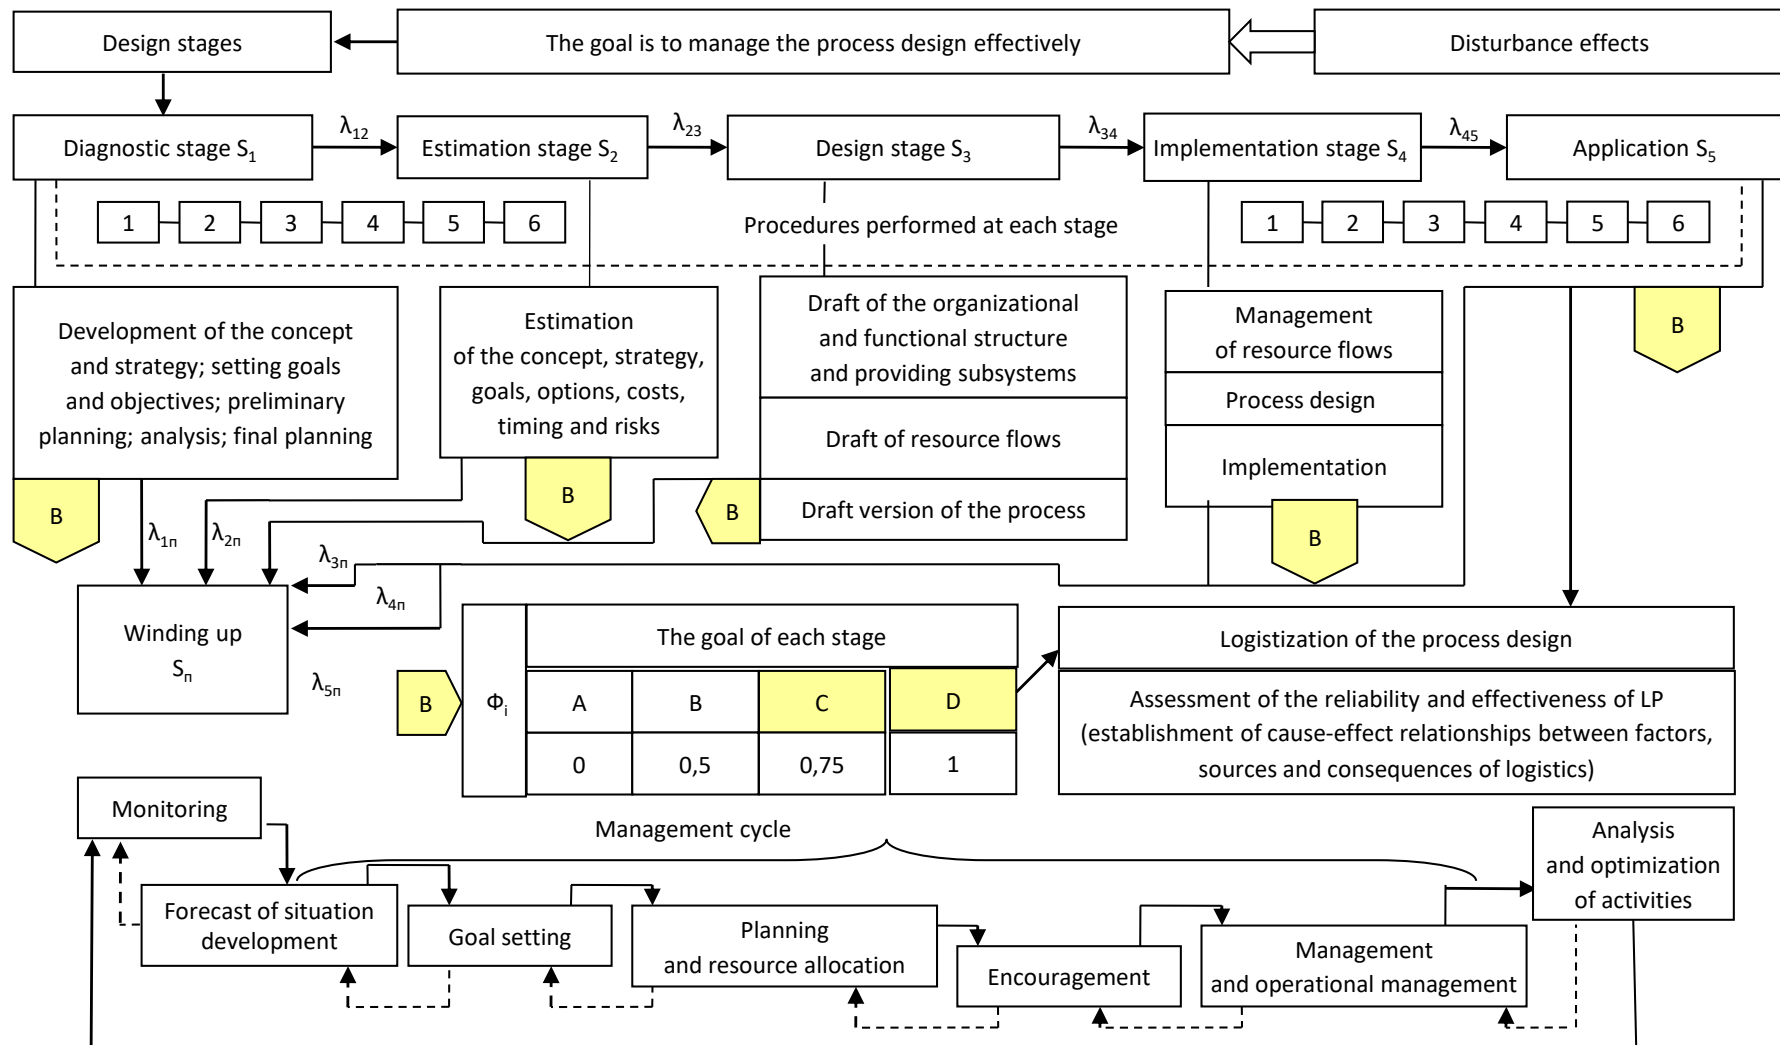 Design stages
The goal is to manage the process design effectively
Disturbance effects
Diagnostic stage S₁
λ₁₂
Estimation stage S₂
λ₂₃
Design stage S₃
λ₃₄
Implementation stage S₄
λ₄₅
Application S₅
1 2 3 4 5 6
Procedures performed at each stage
1 2 3 4 5 6
Development of the concept
and strategy; setting goals
and objectives; preliminary
planning; analysis; final planning
Estimation
of the concept, strategy,
goals, options, costs,
timing and risks
Draft of the organizational
and functional structure
and providing subsystems
Draft of resource flows
Draft version of the process
Management
of resource flows
Process design
Implementation
B
B
B
B
B
λ₁п
λ₂п
λ₃п
λ₄п
λ₅п
Winding up
Sп
B
Φᵢ
The goal of each stage
A B C D
0 0,5 0,75 1
Logistization of the process design
Assessment of the reliability and effectiveness of LP
(establishment of cause-effect relationships between factors,
sources and consequences of logistics)
Monitoring
Management cycle
Forecast of situation
development
Goal setting
Planning
and resource allocation
Encouragement
Management
and operational management
Analysis
and optimization
of activities